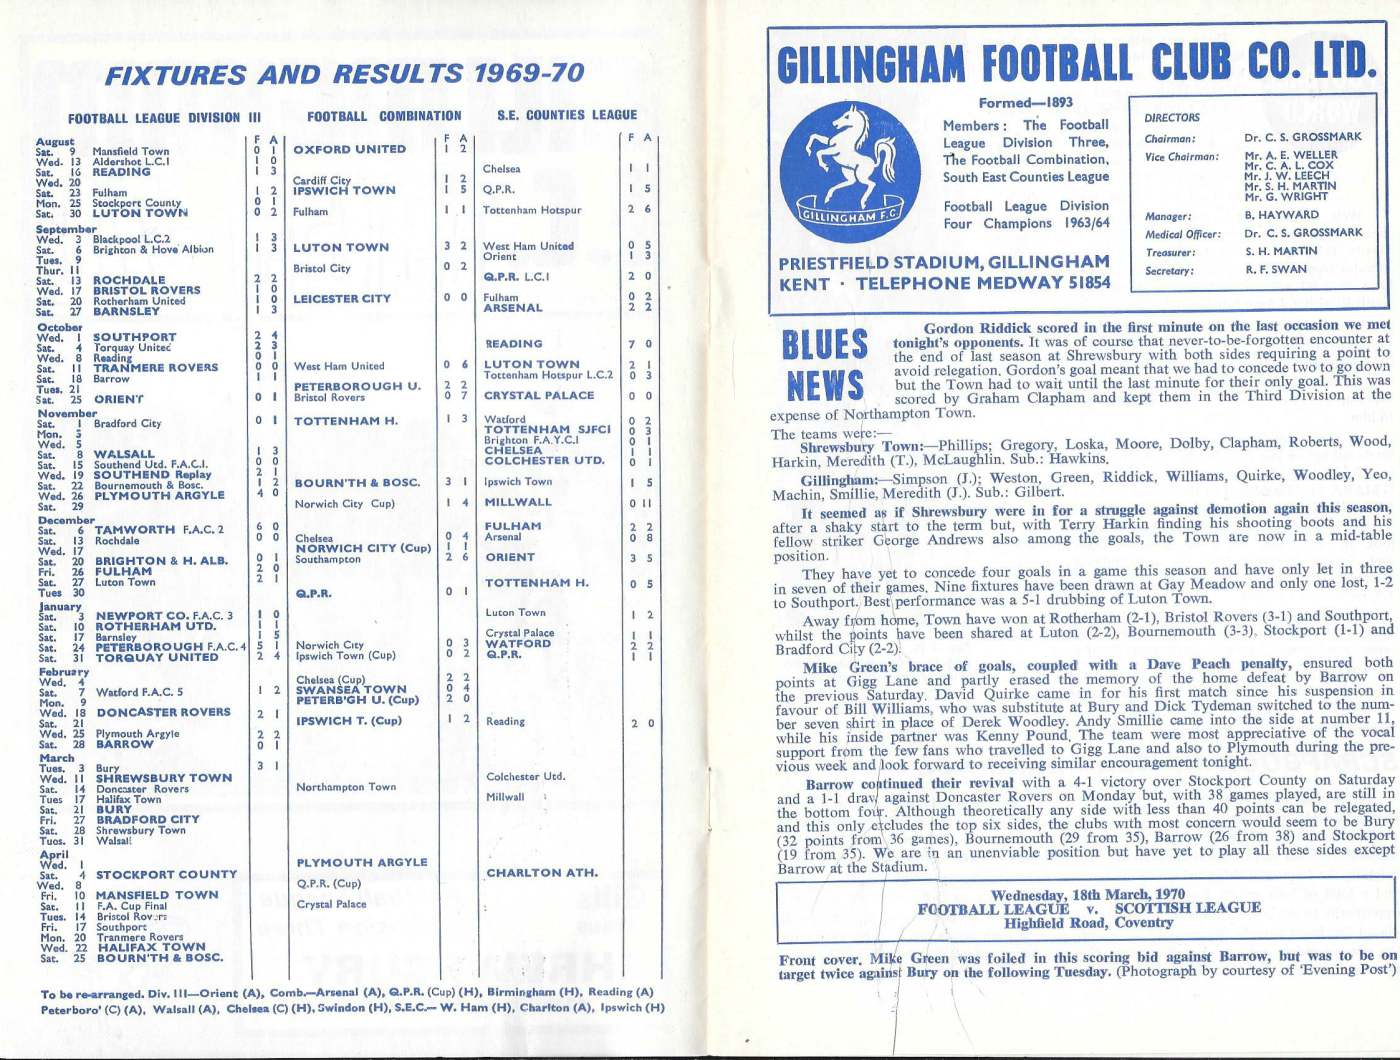 FIXTURES AND RESULTS 1969-70
FOOTBALL LEAGUE DIVISION III FOOTBALL COMBINATION S.E. COUNTIES LEAGUE
F A F A F A
August
Sat. 9 Mansfield Town 0 1 OXFORD UNITED 1 2
Wed. 13 Aldershot L.C.1 1 0
Sat. 16 READING 1 3 Chelsea 1 1
Wed. 20 Cardiff City 1 2
Sat. 23 Fulham 1 2 IPSWICH TOWN 1 5 Q.P.R. 1 5
Mon. 25 Stockport County 0 1
Sat. 30 LUTON TOWN 0 2 Fulham 1 1 Tottenham Hotspur 2 6
September
Wed. 3 Blackpool L.C.2 1 3
Sat. 6 Brighton & Hove Albion 1 3 LUTON TOWN 3 2 West Ham United 0 5
Tues. 9 Orient 1 3
Thur. 11 Bristol City 0 2
Sat. 13 ROCHDALE 2 2 Q.P.R. L.C.1 2 0
Wed. 17 BRISTOL ROVERS 1 0
Sat. 20 Rotherham United 1 0 LEICESTER CITY 0 0 Fulham 0 2
Sat. 27 BARNSLEY 1 3 ARSENAL 2 2
October
Wed. 1 SOUTHPORT 2 4
Sat. 4 Torquay United 2 3 READING 7 0
Wed. 8 Reading 0 1
Sat. 11 TRANMERE ROVERS 0 0 West Ham United 0 6 LUTON TOWN 2 1
Sat. 18 Barrow 1 1 Tottenham Hotspur L.C.2 0 3
Tues. 21 PETERBOROUGH U. 2 2
Sat. 25 ORIENT 0 1 Bristol Rovers 0 7 CRYSTAL PALACE 0 0
November
Sat. 1 Bradford City 0 1 TOTTENHAM H. 1 3 Watford 0 2
Mon. 3 TOTTENHAM SJFC1 0 3
Wed. 5 Brighton F.A.Y.C.1 0 1
Sat. 8 WALSALL 1 3 CHELSEA 1 1
Sat. 15 Southend Utd. F.A.C.1. 0 0 COLCHESTER UTD. 0 1
Wed. 19 SOUTHEND Replay 2 1
Sat. 22 Bournemouth & Bosc. 1 2 BOURN'TH & BOSC. 3 1 Ipswich Town 1 5
Wed. 26 PLYMOUTH ARGYLE 4 0
Sat. 29 Norwich City Cup) 1 4 MILLWALL 0 11
December
Sat. 6 TAMWORTH F.A.C. 2 6 0 FULHAM 2 2
Sat. 13 Rochdale 0 0 Chelsea 0 4 Arsenal 0 8
Wed. 17 NORWICH CITY (Cup) 1 1
Sat. 20 BRIGHTON & H. ALB. 0 1 Southampton 2 6 ORIENT 3 5
Fri. 26 FULHAM 2 0
Sat. 27 Luton Town 2 1 TOTTENHAM H. 0 5
Tues 30 Q.P.R. 0 1
January
Sat. 3 NEWPORT CO. F.A.C. 3 1 0 Luton Town 1 2
Sat. 10 ROTHERHAM UTD. 1 1
Sat. 17 Barnsley 1 5 Crystal Palace 1 1
Sat. 24 PETERBOROUGH F.A.C. 4 5 1 Norwich City 0 3 WATFORD 2 2
Sat. 31 TORQUAY UNITED 2 4 Ipswich Town (Cup) 0 2 Q.P.R. 1 1
February
Wed. 4 Chelsea (Cup) 2 2
Sat. 7 Watford F.A.C. 5 1 2 SWANSEA TOWN 0 4
Mon. 9 PETERB'GH U. (Cup) 2 0
Wed. 18 DONCASTER ROVERS 2 1
Sat. 21 IPSWICH T. (Cup) 1 2 Reading 2 0
Wed. 25 Plymouth Argyle 2 2
Sat. 28 BARROW 0 1
March
Tues. 3 Bury 3 1
Wed. 11 SHREWSBURY TOWN Colchester Utd.
Sat. 14 Doncaster Rovers Northampton Town
Tues 17 Halifax Town Millwall
Sat. 21 BURY
Fri. 27 BRADFORD CITY
Sat. 28 Shrewsbury Town
Tues. 31 Walsall
April
Wed. 1 PLYMOUTH ARGYLE
Sat. 4 STOCKPORT COUNTY CHARLTON ATH.
Wed. 8 Q.P.R. (Cup)
Fri. 10 MANSFIELD TOWN
Sat. 11 F.A. Cup Final Crystal Palace
Tues. 14 Bristol Rovers
Fri. 17 Southport
Mon. 20 Tranmere Rovers
Wed. 22 HALIFAX TOWN
Sat. 25 BOURN'TH & BOSC.
To be re-arranged. Div. III—Orient (A), Comb.—Arsenal (A), Q.P.R. (Cup) (H), Birmingham (H), Reading (A)
Peterboro' (C) (A), Walsall (A), Chelsea (C) (H), Swindon (H), S.E.C.— W. Ham (H), Charlton (A), Ipswich (H)
GILLINGHAM FOOTBALL CLUB CO. LTD.
GILLINGHAM F.C.
Formed—1893
Members: The Football
League Division Three,
The Football Combination,
South East Counties League
Football League Division
Four Champions 1963/64
PRIESTFIELD STADIUM, GILLINGHAM
KENT · TELEPHONE MEDWAY 51854
DIRECTORS
Chairman: Dr. C. S. GROSSMARK
Vice Chairman: Mr. A. E. WELLER
Mr. C. A. L. COX
Mr. J. W. LEECH
Mr. S. H. MARTIN
Mr. G. WRIGHT
Manager: B. HAYWARD
Medical Officer: Dr. C. S. GROSSMARK
Treasurer: S. H. MARTIN
Secretary: R. F. SWAN
BLUES
NEWS
Gordon Riddick scored in the first minute on the last occasion we met
tonight's opponents. It was of course that never-to-be-forgotten encounter at
the end of last season at Shrewsbury with both sides requiring a point to
avoid relegation. Gordon's goal meant that we had to concede two to go down
but the Town had to wait until the last minute for their only goal. This was
scored by Graham Clapham and kept them in the Third Division at the
expense of Northampton Town.
The teams were:—
Shrewsbury Town:—Phillips; Gregory, Loska, Moore, Dolby, Clapham, Roberts, Wood,
Harkin, Meredith (T.), McLaughlin. Sub.: Hawkins.
Gillingham:—Simpson (J.); Weston, Green, Riddick, Williams, Quirke, Woodley, Yeo,
Machin, Smillie, Meredith (J.). Sub.: Gilbert.
It seemed as if Shrewsbury were in for a struggle against demotion again this season,
after a shaky start to the term but, with Terry Harkin finding his shooting boots and his
fellow striker George Andrews also among the goals, the Town are now in a mid-table
position.
They have yet to concede four goals in a game this season and have only let in three
in seven of their games. Nine fixtures have been drawn at Gay Meadow and only one lost, 1-2
to Southport. Best performance was a 5-1 drubbing of Luton Town.
Away from home, Town have won at Rotherham (2-1), Bristol Rovers (3-1) and Southport,
whilst the points have been shared at Luton (2-2), Bournemouth (3-3). Stockport (1-1) and
Bradford City (2-2).
Mike Green's brace of goals, coupled with a Dave Peach penalty, ensured both
points at Gigg Lane and partly erased the memory of the home defeat by Barrow on
the previous Saturday. David Quirke came in for his first match since his suspension in
favour of Bill Williams, who was substitute at Bury and Dick Tydeman switched to the num-
ber seven shirt in place of Derek Woodley. Andy Smillie came into the side at number 11,
while his inside partner was Kenny Pound. The team were most appreciative of the vocal
support from the few fans who travelled to Gigg Lane and also to Plymouth during the pre-
vious week and look forward to receiving similar encouragement tonight.
Barrow continued their revival with a 4-1 victory over Stockport County on Saturday
and a 1-1 draw against Doncaster Rovers on Monday but, with 38 games played, are still in
the bottom four. Although theoretically any side with less than 40 points can be relegated,
and this only excludes the top six sides, the clubs with most concern would seem to be Bury
(32 points from 36 games), Bournemouth (29 from 35), Barrow (26 from 38) and Stockport
(19 from 35). We are in an unenviable position but have yet to play all these sides except
Barrow at the Stadium.
Wednesday, 18th March, 1970
FOOTBALL LEAGUE v. SCOTTISH LEAGUE
Highfield Road, Coventry
Front cover. Mike Green was foiled in this scoring bid against Barrow, but was to be on
target twice against Bury on the following Tuesday. (Photograph by courtesy of 'Evening Post')